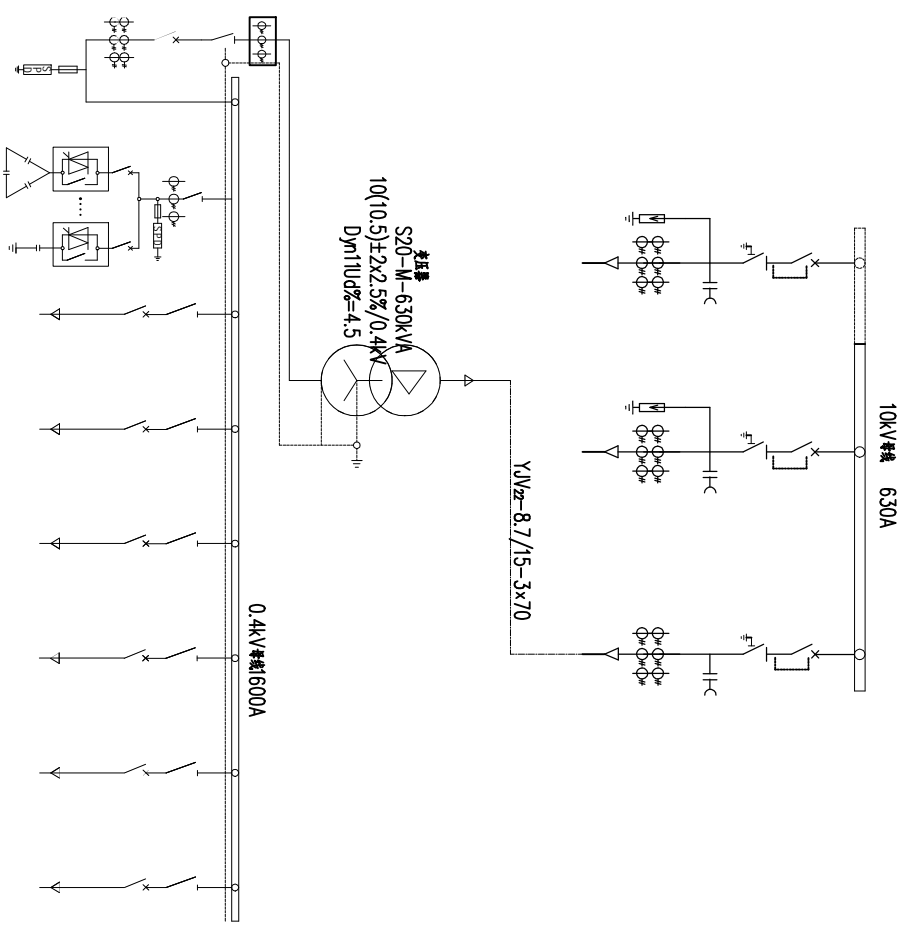 10kV母线 630A
YJV22-8.7/15-3x70
变压器
S20-M-630kVA
10(10.5)±2x2.5%/0.4kV
Dyn11Ud%=4.5
0.4kV母线1600A
SPD
SPD